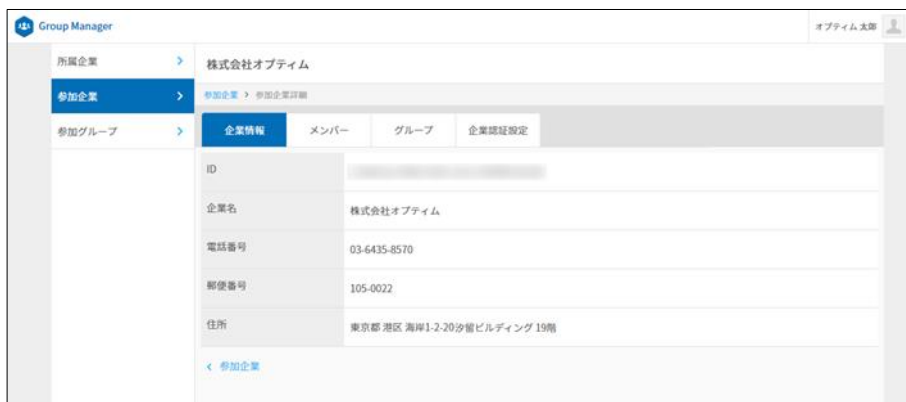 Group Manager
オプティム 太郎
所属企業
参加企業
参加グループ
株式会社オプティム
参加企業 > 参加企業詳細
企業情報 メンバー グループ 企業認証設定
ID
企業名 株式会社オプティム
電話番号 03-6435-8570
郵便番号 105-0022
住所 東京都 港区 海岸1-2-20汐留ビルディング 19階
< 参加企業